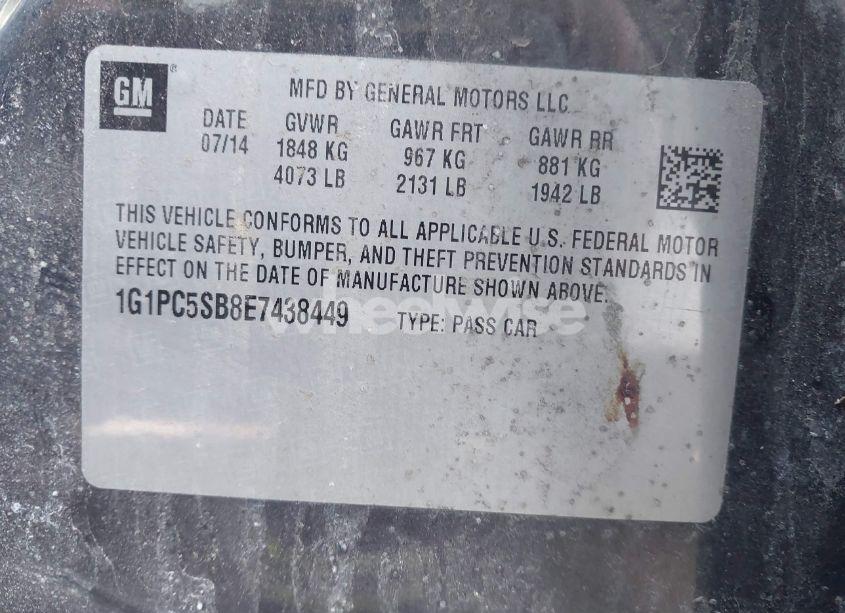 GM®
MFD BY GENERAL MOTORS LLC
DATE GVWR GAWR FRT GAWR RR
07/14 1848 KG 967 KG 881 KG
4073 LB 2131 LB 1942 LB
THIS VEHICLE CONFORMS TO ALL APPLICABLE U.S. FEDERAL MOTOR
VEHICLE SAFETY, BUMPER, AND THEFT PREVENTION STANDARDS IN
EFFECT ON THE DATE OF MANUFACTURE SHOWN ABOVE.
1G1PC5SB8E7438449 TYPE: PASS CAR
wheelwise